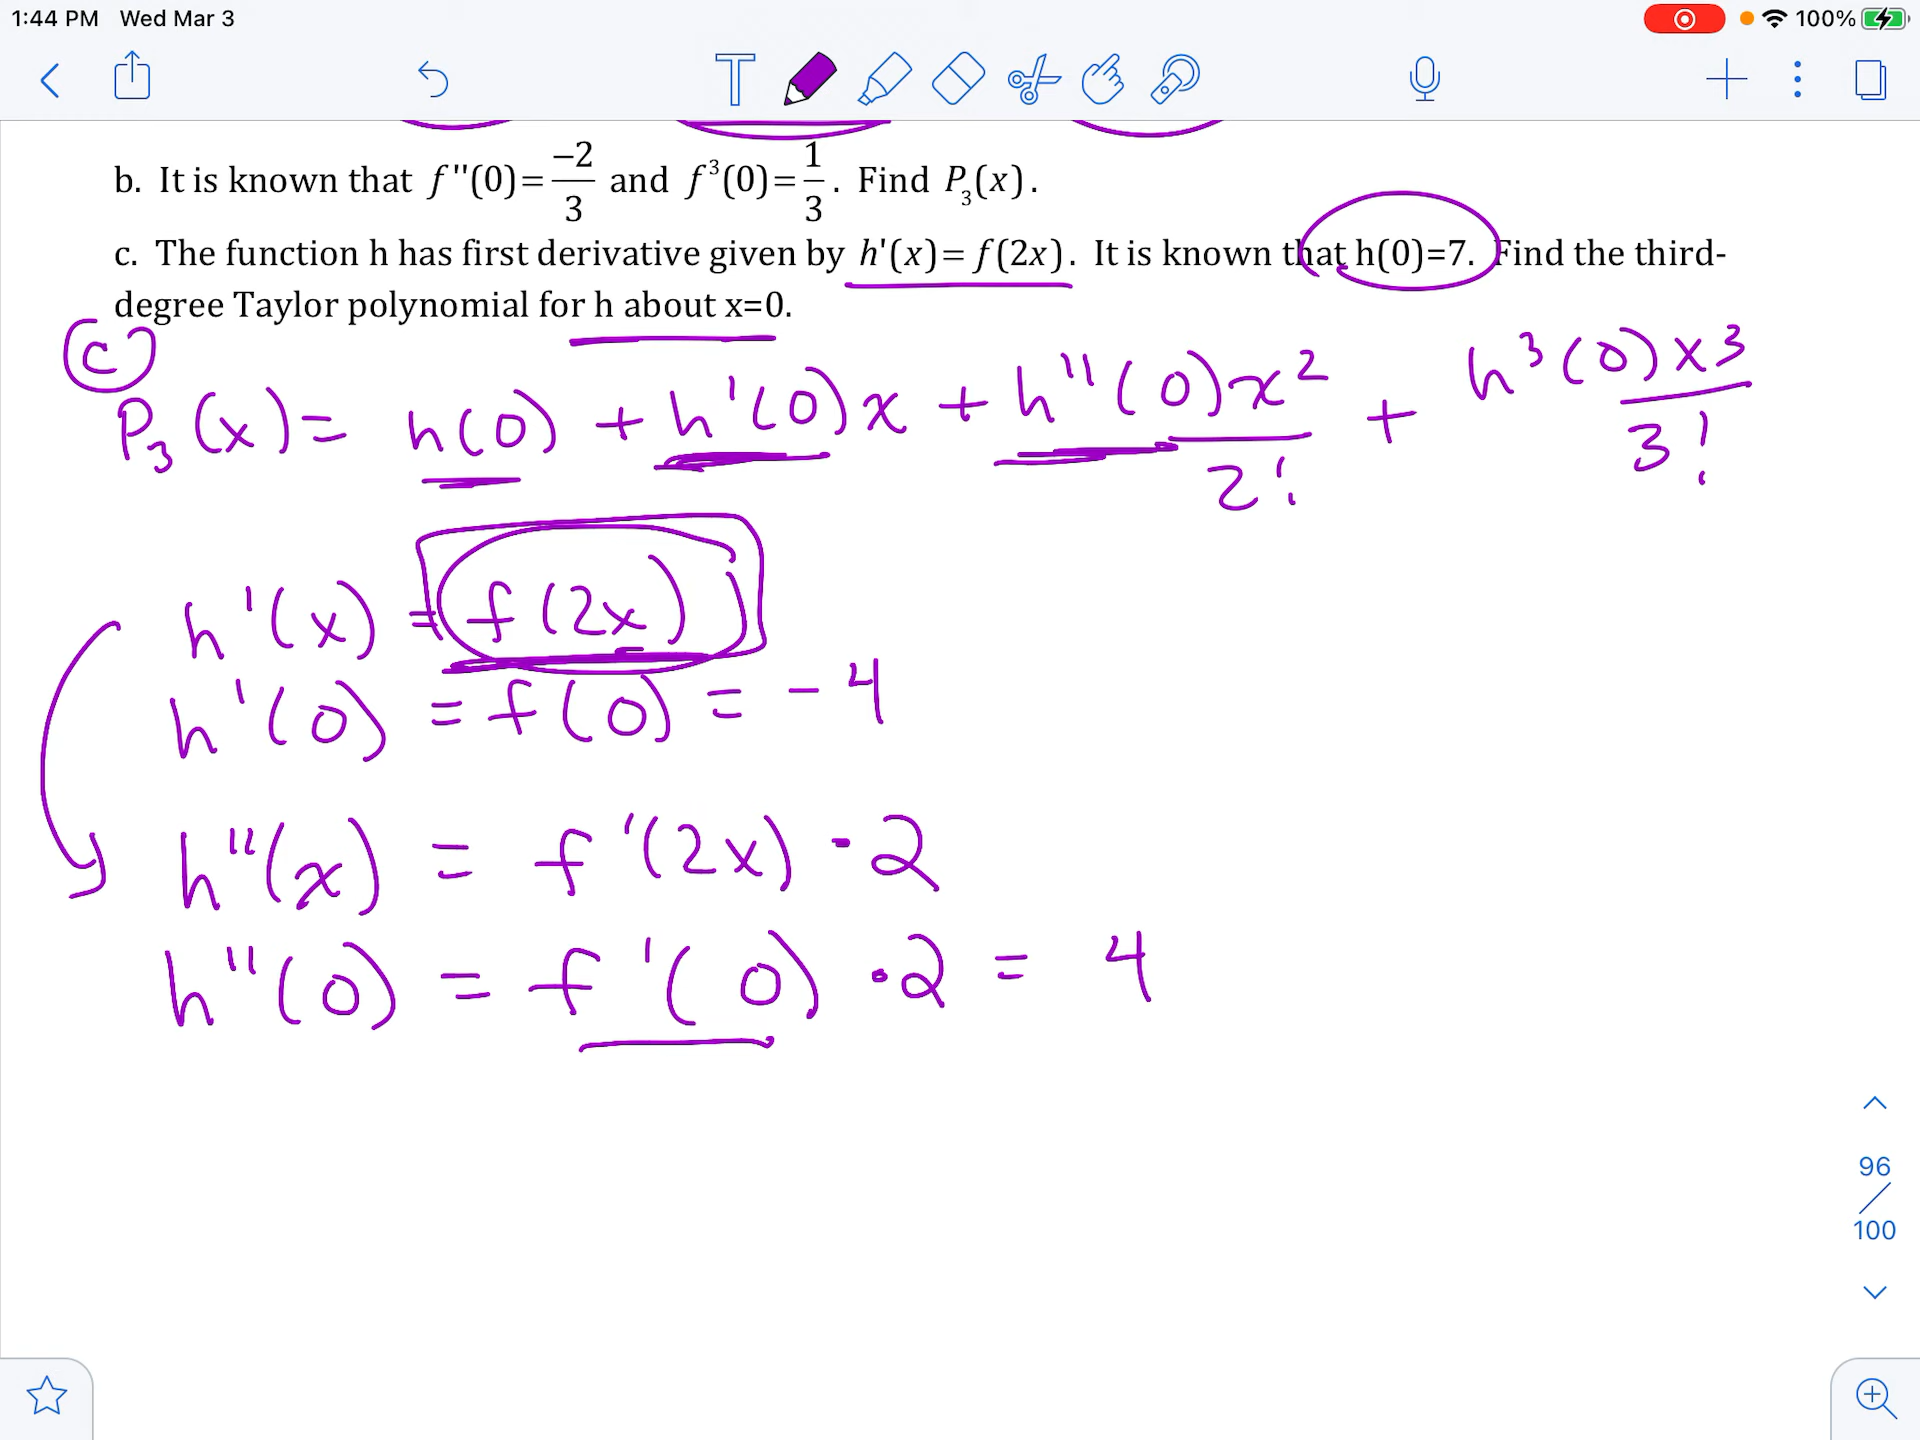 1:44 PM Wed Mar 3 100%
b. It is known that f''(0)=-2/3 and f³(0)=1/3. Find P₃(x).
c. The function h has first derivative given by h'(x)=f(2x). It is known that h(0)=7. Find the third-
degree Taylor polynomial for h about x=0.
c
P₃(x) = h(0) + h'(0)x + h''(0)x²/2! + h³(0)x³/3!
h'(x) = f(2x)
h'(0) = f(0) = -4
h''(x) = f'(2x) · 2
h''(0) = f'(0) · 2 = 4
96
/
100